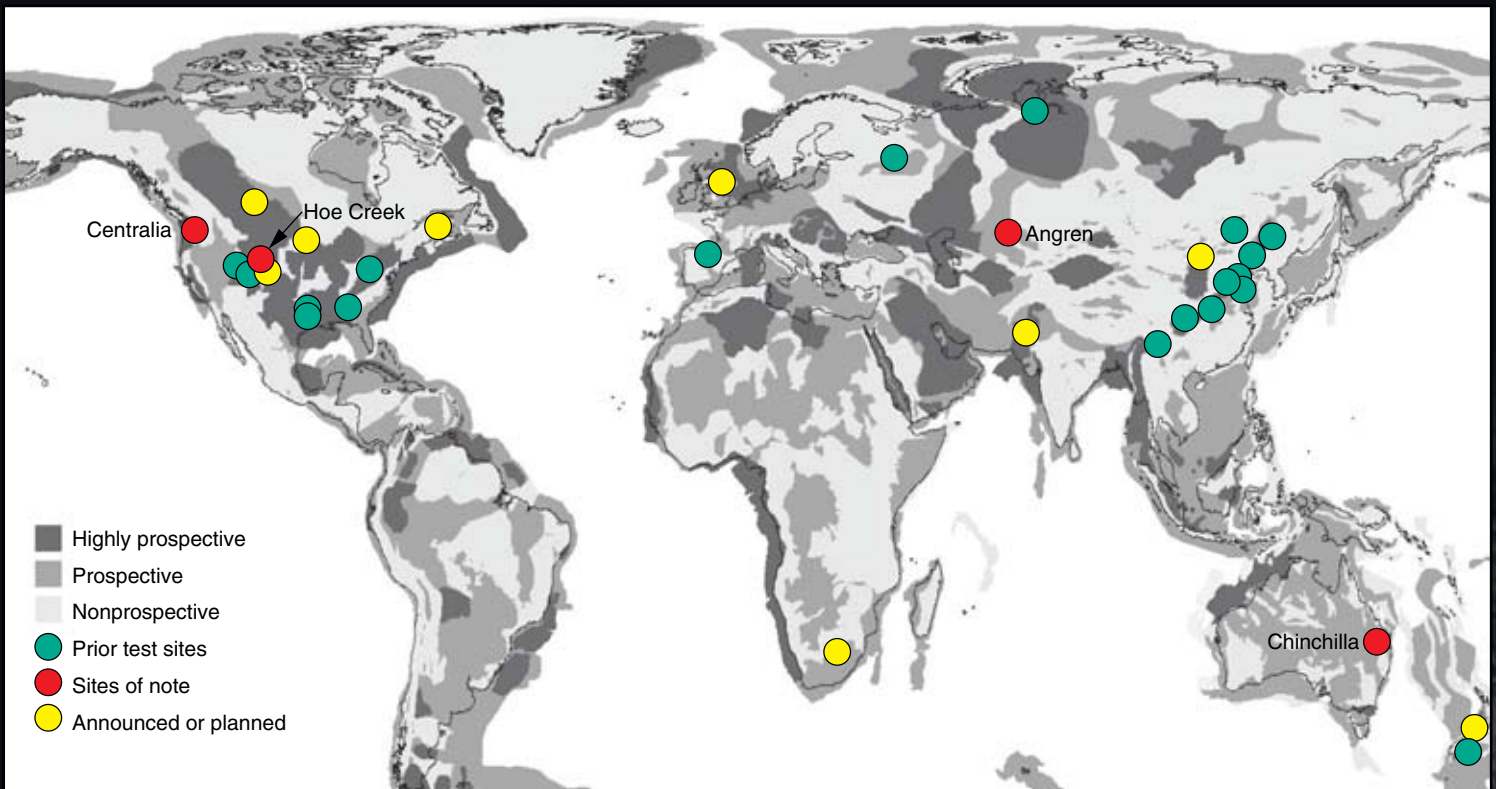 Centralia
Hoe Creek
Angren
Chinchilla
Highly prospective
Prospective
Nonprospective
Prior test sites
Sites of note
Announced or planned